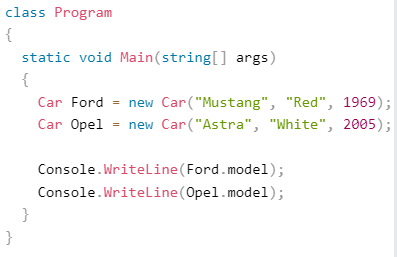 class Program
{
  static void Main(string[] args)
  {
    Car Ford = new Car("Mustang", "Red", 1969);
    Car Opel = new Car("Astra", "White", 2005);

    Console.WriteLine(Ford.model);
    Console.WriteLine(Opel.model);
  }
}